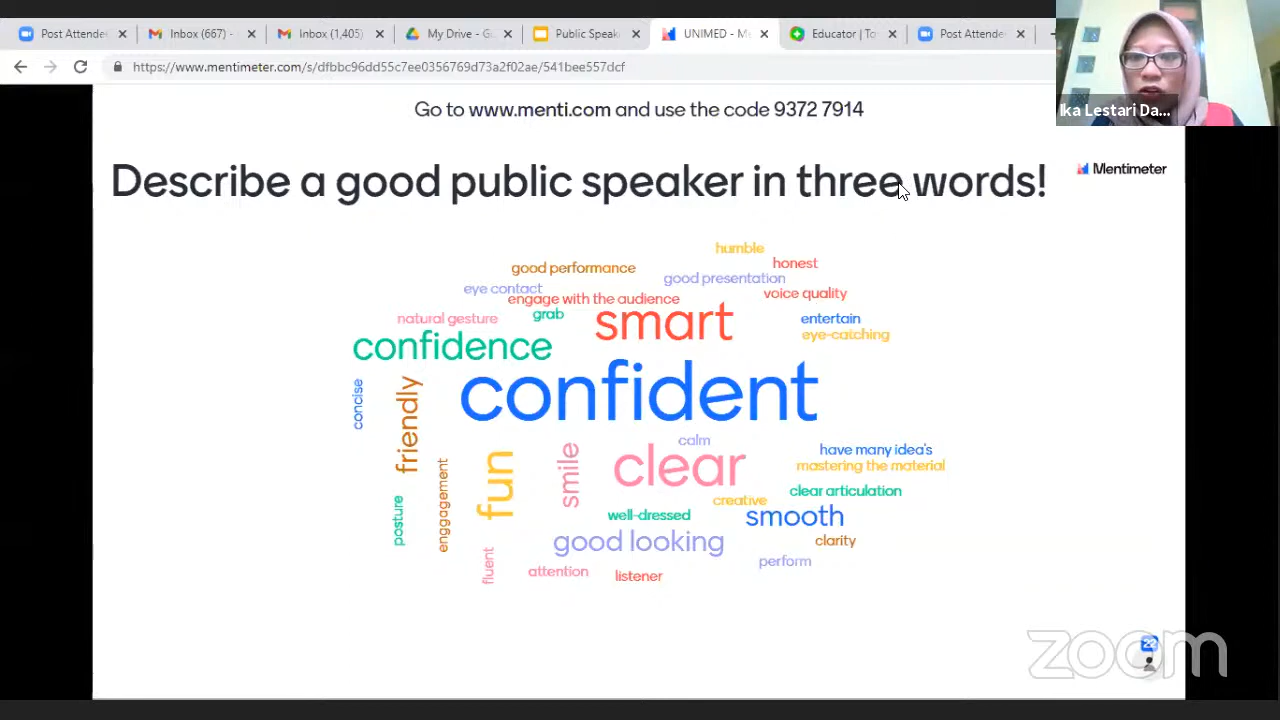 Post Attende
Inbox (667) -
Inbox (1,405)
My Drive - G
Public Speak
UNIMED - Me
Educator | To
Post Attende
https://www.mentimeter.com/s/dfbbc96dd55c7ee0356769d73a2f02ae/541bee557dcf
Ika Lestari Da...
Go to www.menti.com and use the code 9372 7914
Describe a good public speaker in three words!
Mentimeter
humble
honest
good performance
good presentation
eye contact
voice quality
engage with the audience
grab
natural gesture
smart
entertain
eye-catching
confidence
concise
friendly
confident
calm
have many idea's
fun
smile
clear
mastering the material
posture
enggagement
creative
clear articulation
well-dressed
smooth
good looking
clarity
fluent
attention
listener
perform
22
zoom